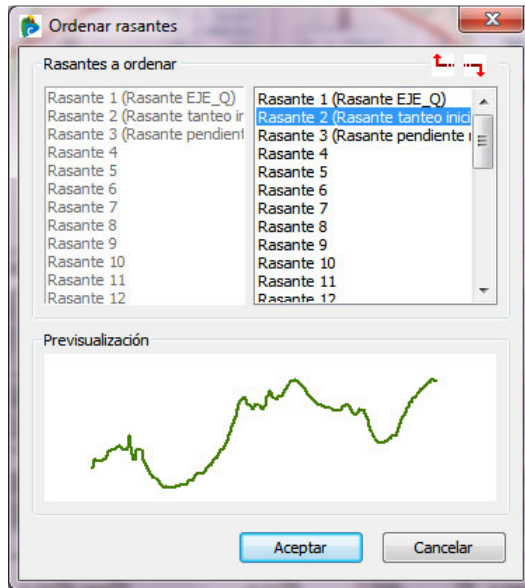 Ordenar rasantes
Rasantes a ordenar
Rasante 1 (Rasante EJE_Q)
Rasante 2 (Rasante tanteo ir
Rasante 3 (Rasante pendient
Rasante 4
Rasante 5
Rasante 6
Rasante 7
Rasante 8
Rasante 9
Rasante 10
Rasante 11
Rasante 12
Rasante 1 (Rasante EJE_Q)
Rasante 2 (Rasante tanteo inici
Rasante 3 (Rasante pendiente
Rasante 4
Rasante 5
Rasante 6
Rasante 7
Rasante 8
Rasante 9
Rasante 10
Rasante 11
Rasante 12
Previsualización
Aceptar
Cancelar